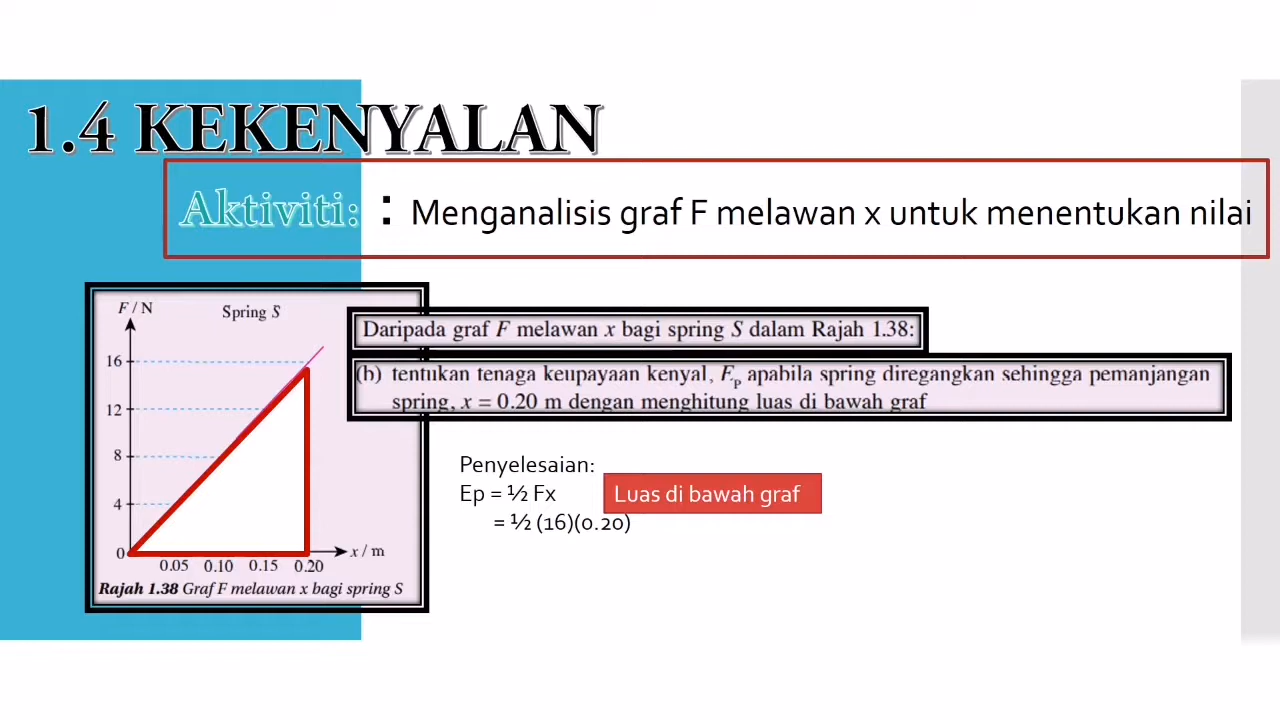 1.4 KEKENYALAN
Aktiviti: : Menganalisis graf F melawan x untuk menentukan nilai
F / N
Spring S
16
12
8
4
0
0.05 0.10 0.15 0.20
x / m
Rajah 1.38 Graf F melawan x bagi spring S
Daripada graf F melawan x bagi spring S dalam Rajah 1.38:
(b) tentukan tenaga keupayaan kenyal, Fp apabila spring diregangkan sehingga pemanjangan
spring, x = 0.20 m dengan menghitung luas di bawah graf
Penyelesaian:
Ep = ½ Fx
Luas di bawah graf
= ½ (16)(0.20)